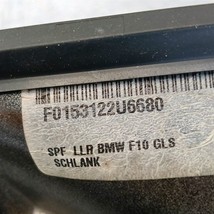 F0153122U6680
SPF LLR BMW F10 GLS
SCHLANK